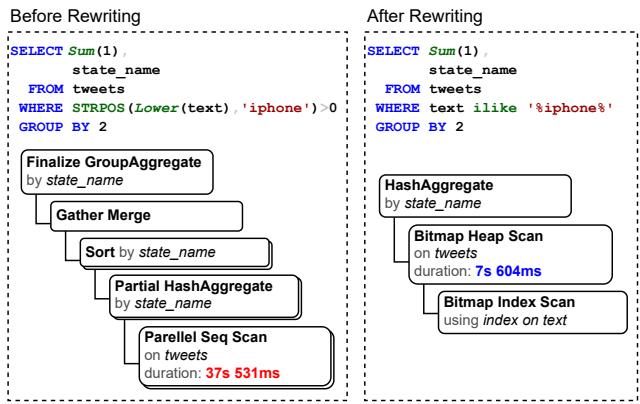 Before Rewriting
SELECT Sum(1),
state_name
FROM tweets
WHERE STRPOS(Lower(text),'iphone')>0
GROUP BY 2
Finalize GroupAggregate
by state_name
Gather Merge
Sort by state_name
Partial HashAggregate
by state_name
Parellel Seq Scan
on tweets
duration: 37s 531ms
After Rewriting
SELECT Sum(1),
state_name
FROM tweets
WHERE text ilike '%iphone%'
GROUP BY 2
HashAggregate
by state_name
Bitmap Heap Scan
on tweets
duration: 7s 604ms
Bitmap Index Scan
using index on text